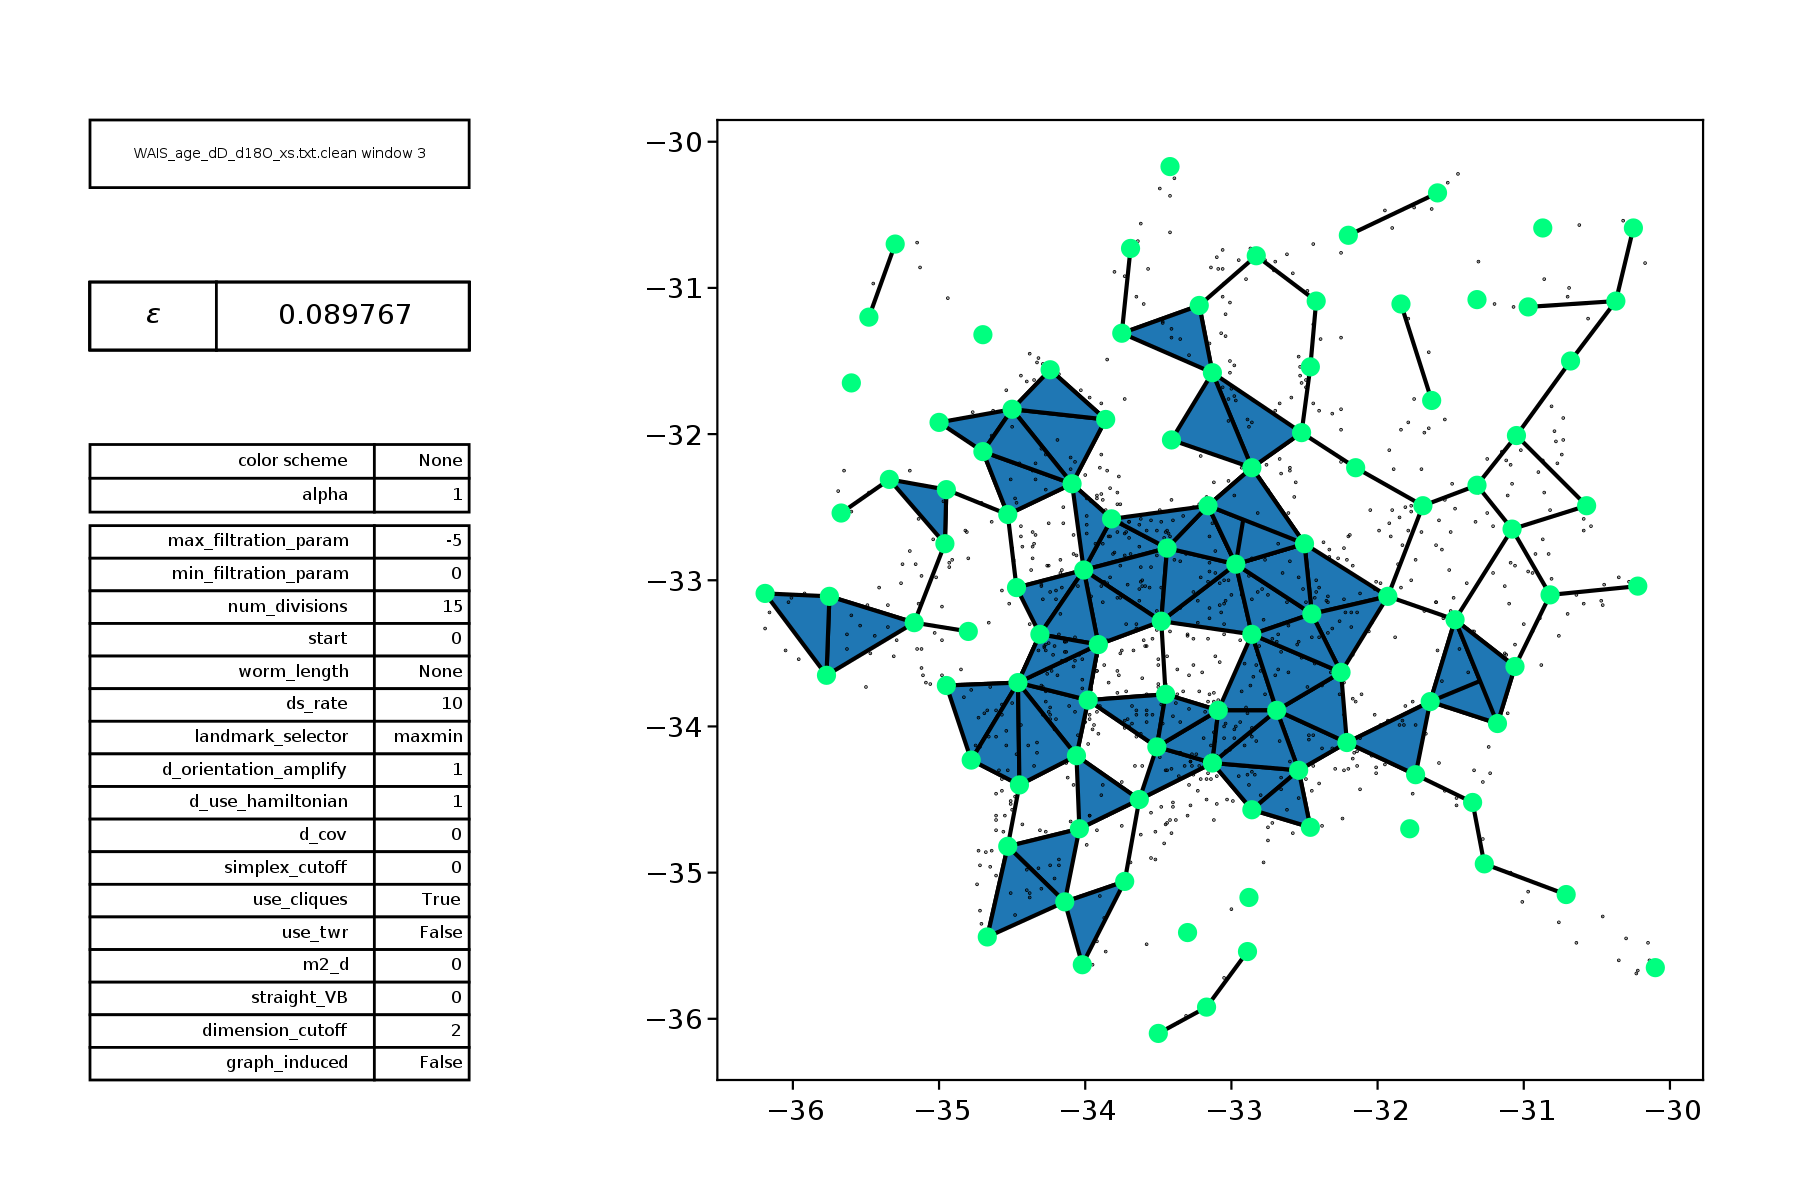 WAIS_age_dD_d18O_xs.txt.clean window 3
ε 0.089767
color scheme None
alpha 1
max_filtration_param -5
min_filtration_param 0
num_divisions 15
start 0
worm_length None
ds_rate 10
landmark_selector maxmin
d_orientation_amplify 1
d_use_hamiltonian 1
d_cov 0
simplex_cutoff 0
use_cliques True
use_twr False
m2_d 0
straight_VB 0
dimension_cutoff 2
graph_induced False
−30
−31
−32
−33
−34
−35
−36
−36 −35 −34 −33 −32 −31 −30